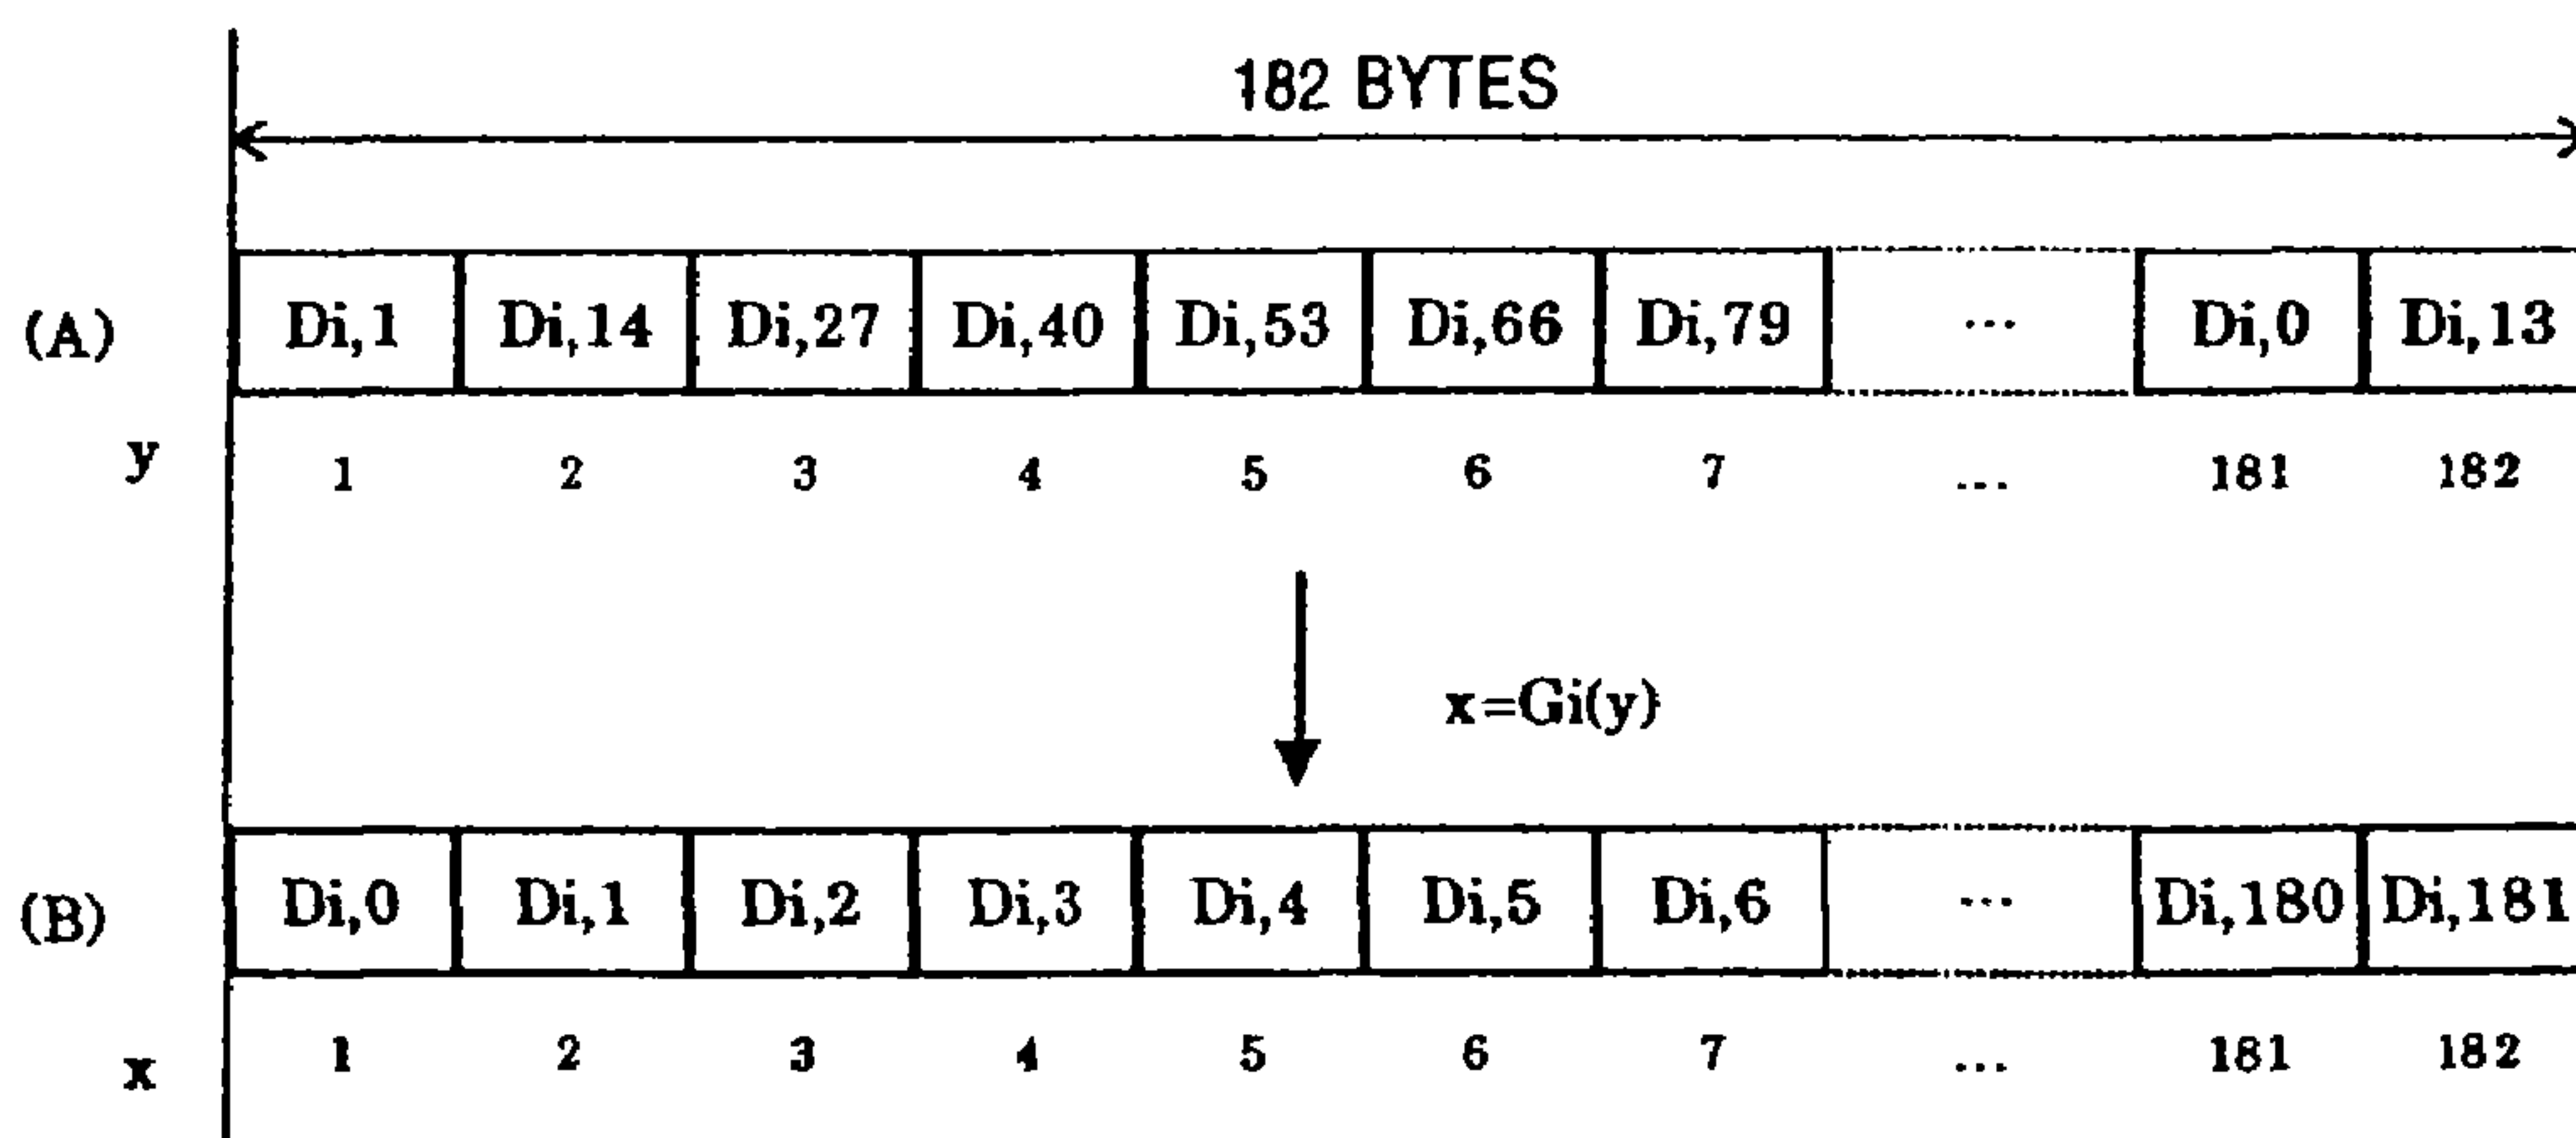 182 BYTES
(A) Di,1 Di,14 Di,27 Di,40 Di,53 Di,66 Di,79 ... Di,0 Di,13
y 1 2 3 4 5 6 7 ... 181 182
x=Gi(y)
(B) Di,0 Di,1 Di,2 Di,3 Di,4 Di,5 Di,6 ... Di,180 Di,181
x 1 2 3 4 5 6 7 ... 181 182